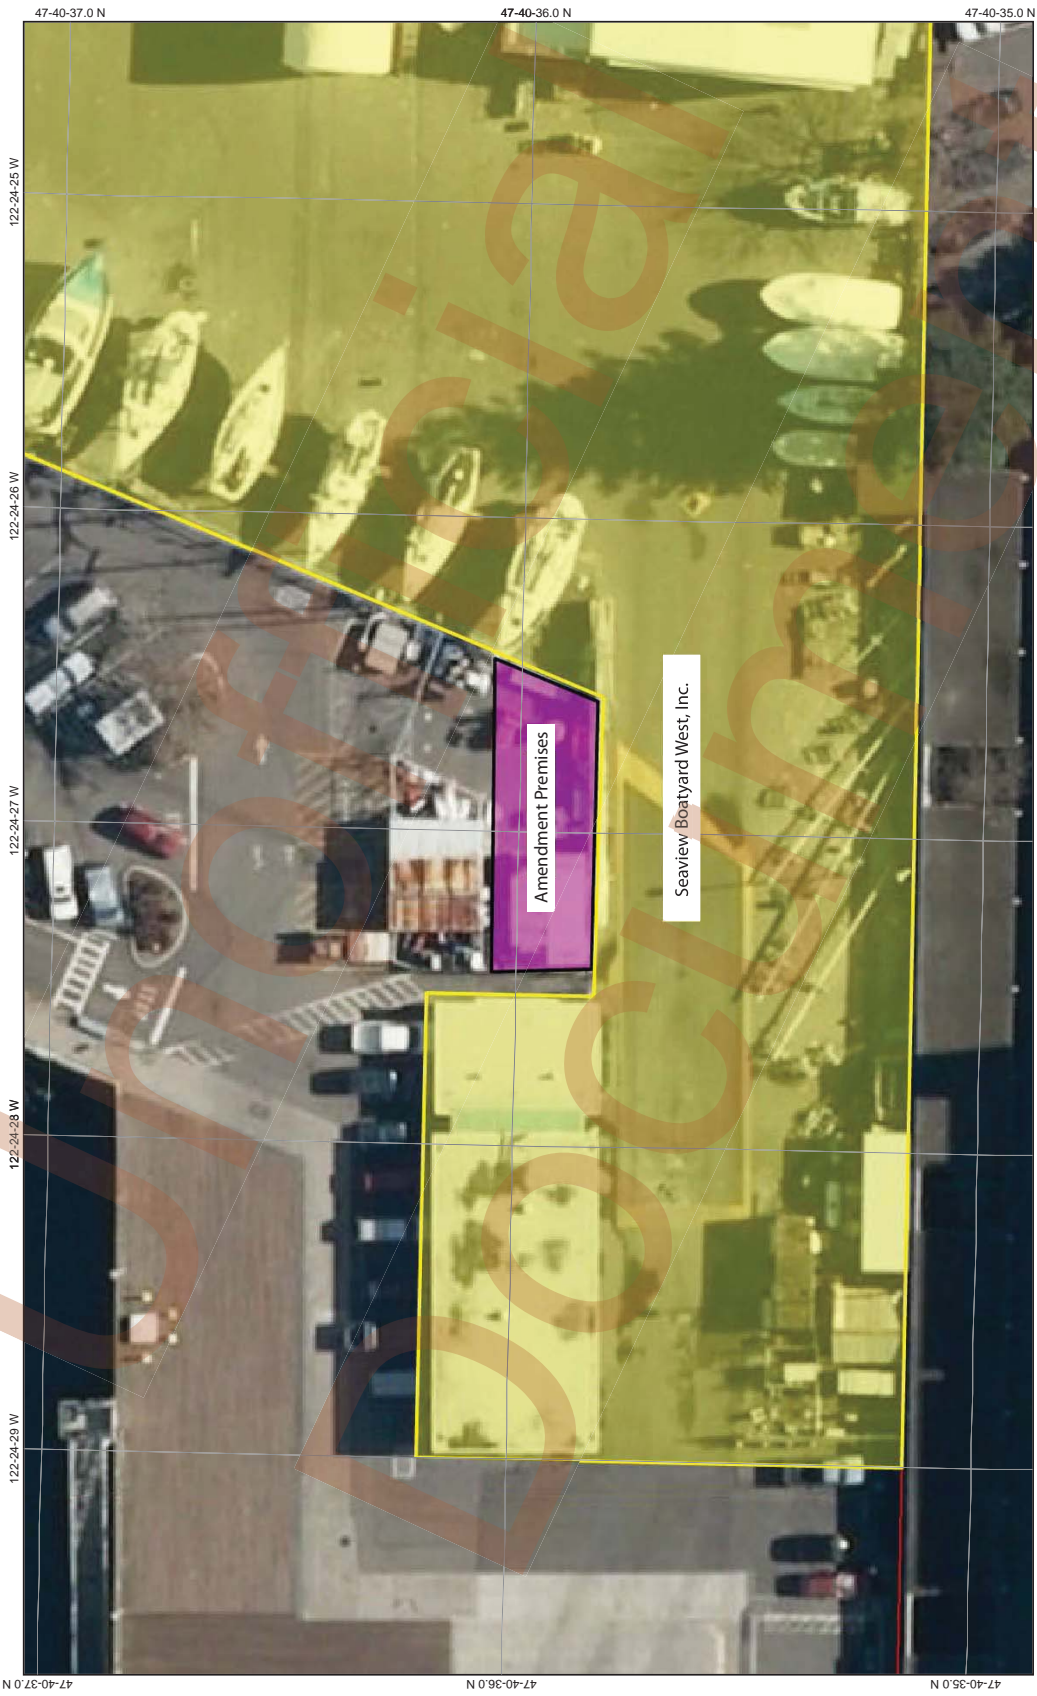 47-40-37.0 N
47-40-36.0 N
47-40-35.0 N
122-24-25 W
122-24-26 W
122-24-27 W
122-24-28 W
122-24-29 W
Amendment Premises
Seaview Boatyard West, Inc.
Unofficial
Document
47-40-37.0 N
47-40-36.0 N
47-40-35.0 N